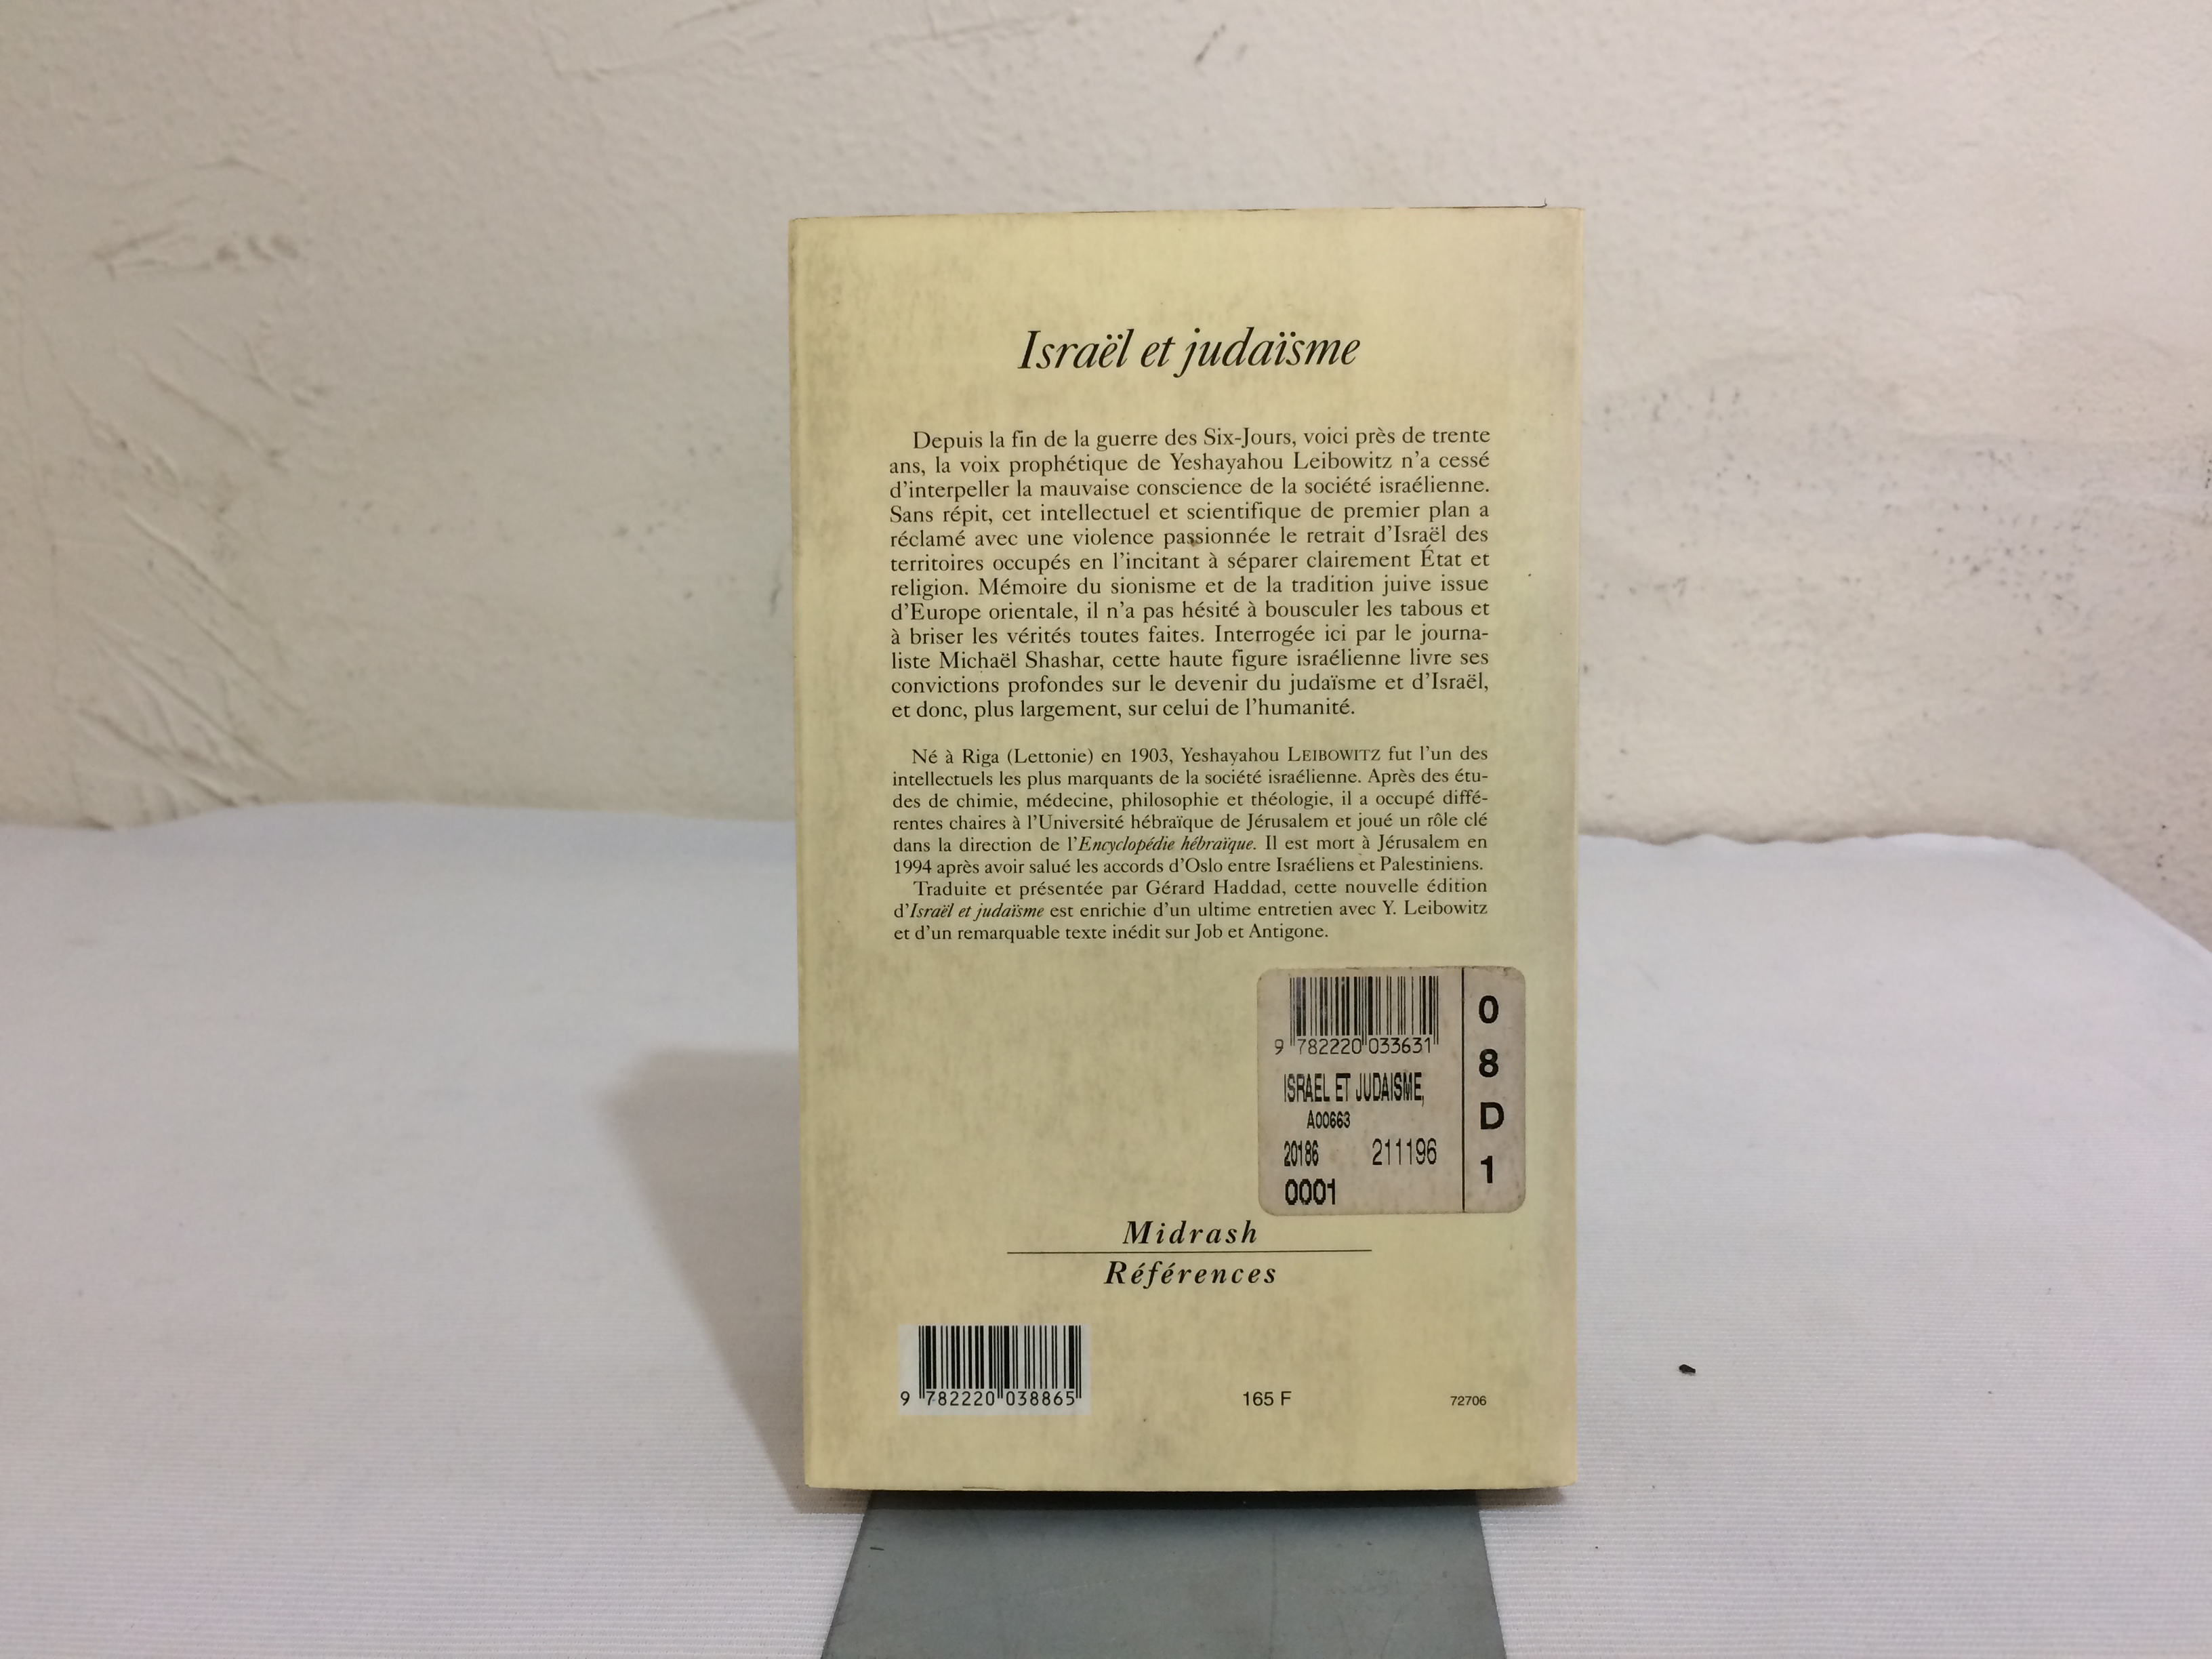 Israël et judaïsme
Depuis la fin de la guerre des Six-Jours, voici près de trente
ans, la voix prophétique de Yeshayahou Leibowitz n'a cessé
d'interpeller la mauvaise conscience de la société israélienne.
Sans répit, cet intellectuel et scientifique de premier plan a
réclamé avec une violence passionnée le retrait d'Israël des
territoires occupés en l'incitant à séparer clairement État et
religion. Mémoire du sionisme et de la tradition juive issue
d'Europe orientale, il n'a pas hésité à bousculer les tabous et
à briser les vérités toutes faites. Interrogée ici par le journa-
liste Michaël Shashar, cette haute figure israélienne livre ses
convictions profondes sur le devenir du judaïsme et d'Israël,
et donc, plus largement, sur celui de l'humanité.
Né à Riga (Lettonie) en 1903, Yeshayahou LEIBOWITZ fut l'un des
intellectuels les plus marquants de la société israélienne. Après des étu-
des de chimie, médecine, philosophie et théologie, il a occupé diffé-
rentes chaires à l'Université hébraïque de Jérusalem et joué un rôle clé
dans la direction de l'Encyclopédie hébraïque. Il est mort à Jérusalem en
1994 après avoir salué les accords d'Oslo entre Israéliens et Palestiniens.
Traduite et présentée par Gérard Haddad, cette nouvelle édition
d'Israël et judaïsme est enrichie d'un ultime entretien avec Y. Leibowitz
et d'un remarquable texte inédit sur Job et Antigone.
9 782220 033631
ISRAEL ET JUDAISME,
A00663
20186 211196
0001
0
8
D
1
Midrash
Références
9 782220 038865
165 F
72706